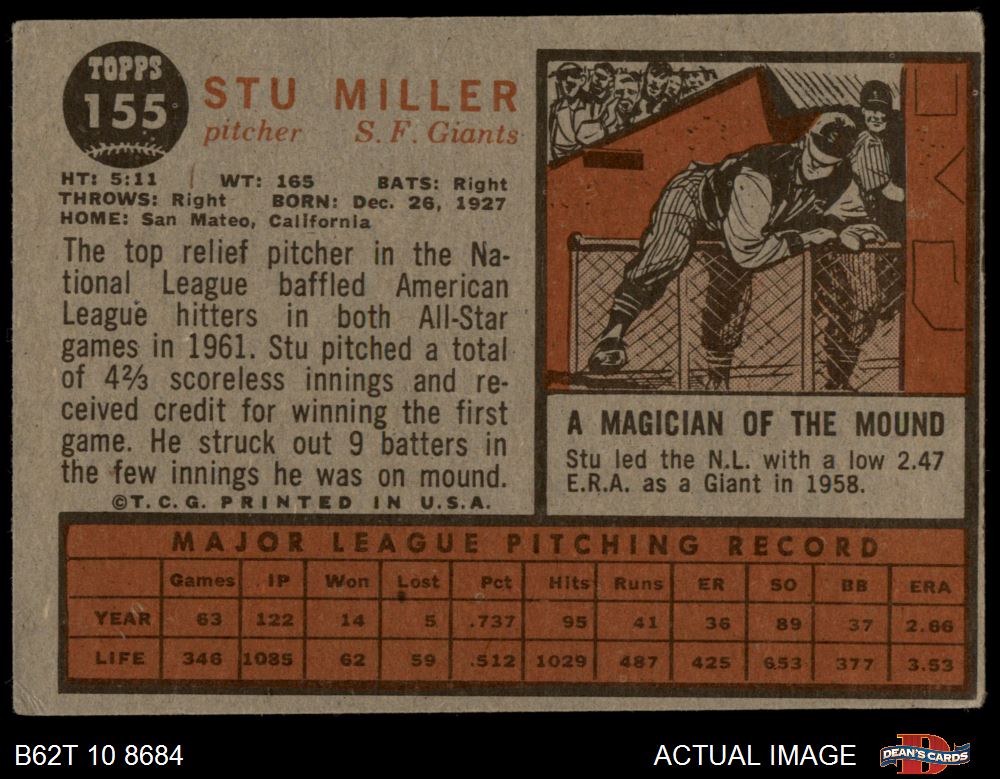 TOPPS
155
STU MILLER
pitcher S. F. Giants
HT: 5:11 WT: 165 BATS: Right
THROWS: Right BORN: Dec. 26, 1927
HOME: San Mateo, California
The top relief pitcher in the Na-
tional League baffled American
League hitters in both All-Star
games in 1961. Stu pitched a total
of 4⅔ scoreless innings and re-
ceived credit for winning the first
game. He struck out 9 batters in
the few innings he was on mound.
©T.C.G. PRINTED IN U.S.A.
A MAGICIAN OF THE MOUND
Stu led the N.L. with a low 2.47
E.R.A. as a Giant in 1958.
MAJOR LEAGUE PITCHING RECORD
Games IP Won Lost Pct Hits Runs ER SO BB ERA
YEAR 63 122 14 5 .737 95 41 36 89 37 2.66
LIFE 346 1085 62 59 .512 1029 487 425 653 377 3.53
B62T 10 8684 ACTUAL IMAGE DEAN'S CARDS